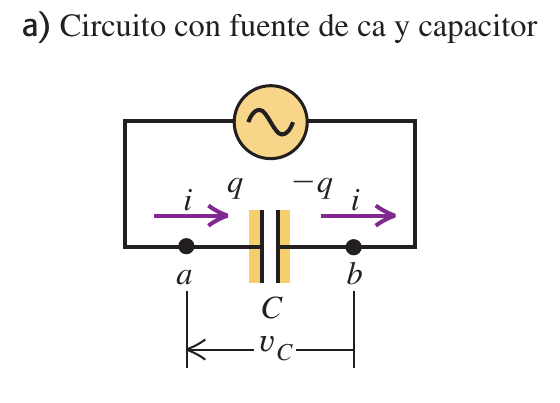 a) Circuito con fuente de ca y capacitor
i q −q i
a b
C
v_C